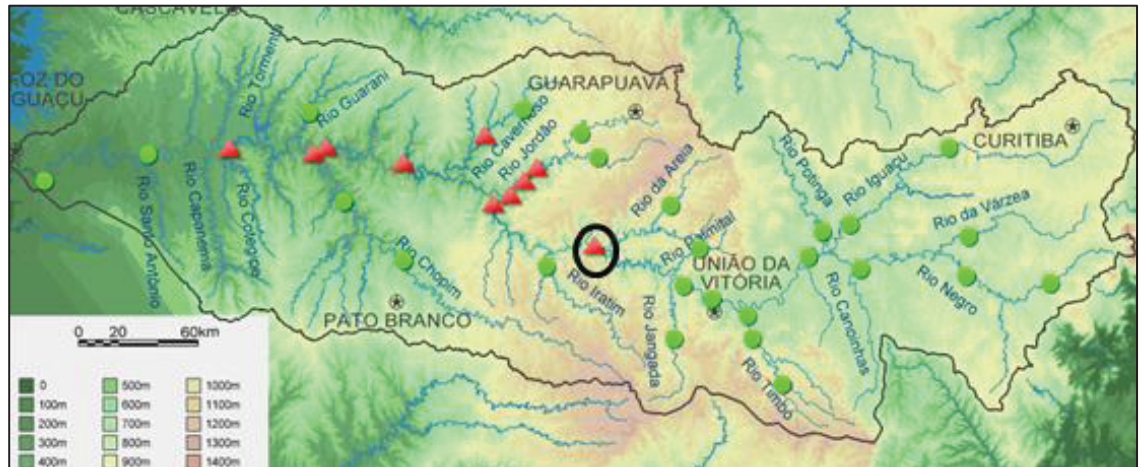 CASCAVEL
GUARAPUAVA
CURITIBA
OZ DO
GUAÇU
UNIÃO DA
VITÓRIA
PATO BRANCO
Rio Tormenta
Rio Guarani
Rio Cavernoso
Rio Jordão
Rio da Areia
Rio Potinga
Rio Iguaçu
Rio da Várzea
Rio Negro
Rio Canoinhas
Rio Palmital
Rio Santo Antônio
Rio Capanema
Rio Cotegipe
Rio Chopim
Rio Iratim
Rio Jangada
Rio Timbó
0 20 60km
0 500m 1000m
100m 600m 1100m
200m 700m 1200m
300m 800m 1300m
400m 900m 1400m